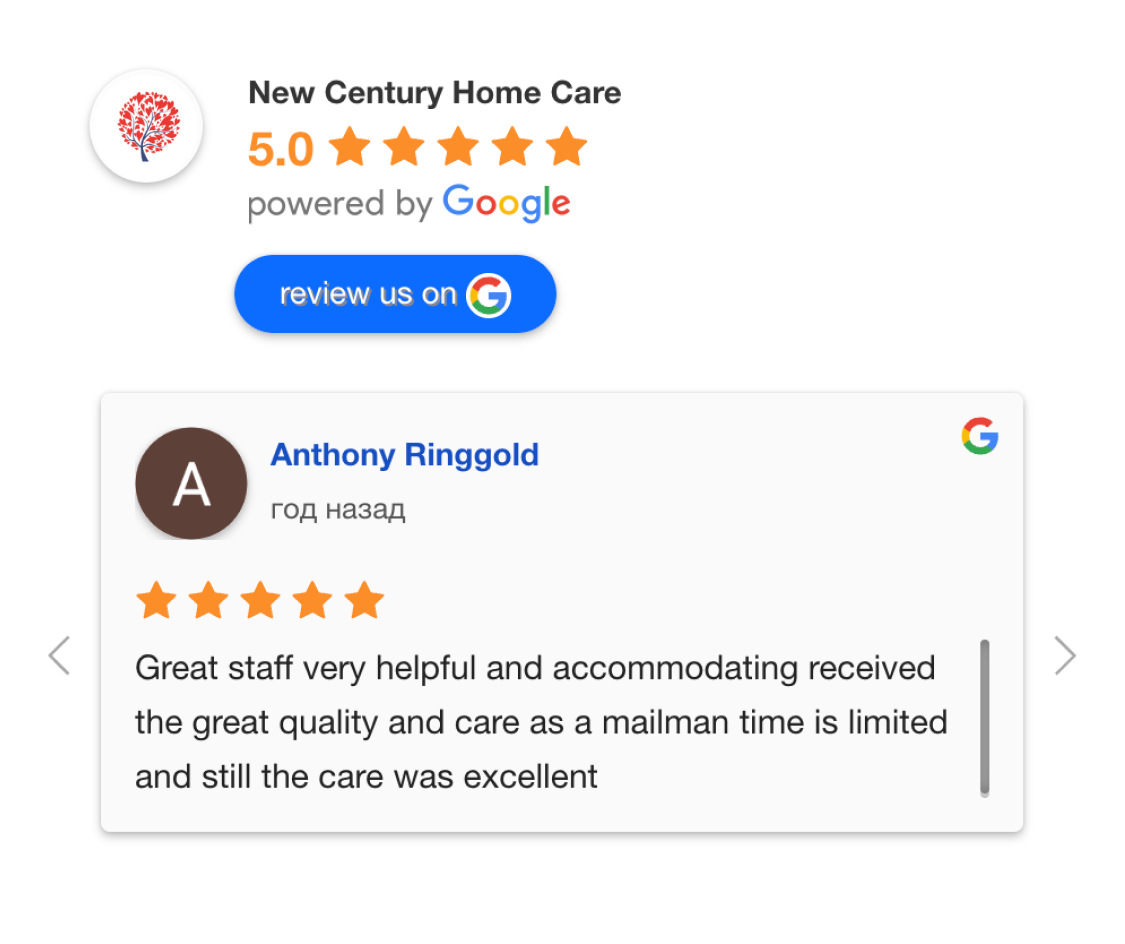 New Century Home Care
5.0
powered by Google
review us on G
A
Anthony Ringgold
G
год назад
Great staff very helpful and accommodating received
the great quality and care as a mailman time is limited
and still the care was excellent